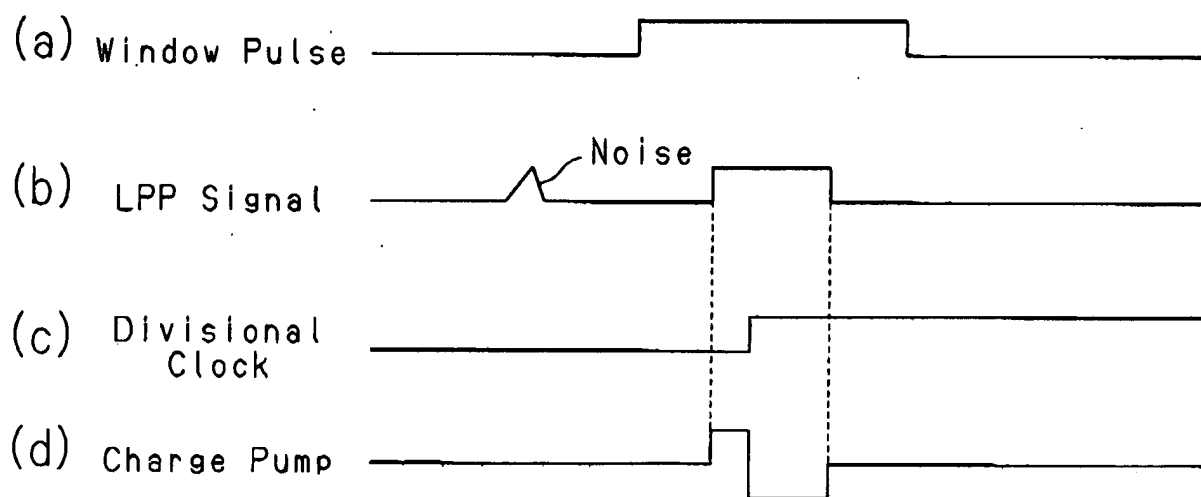 (a) Window Pulse
Noise
(b) LPP Signal
(c) Divisional
Clock
(d) Charge Pump